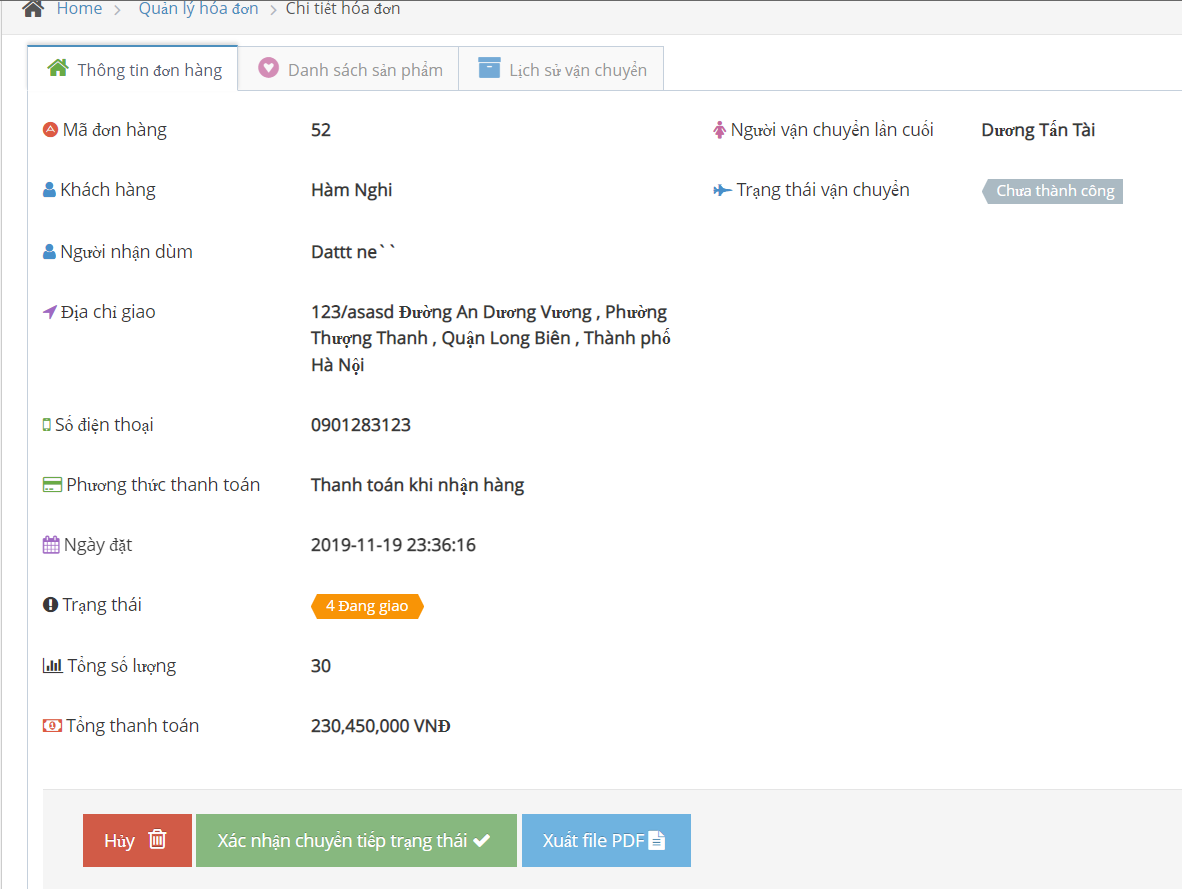 Home > Quản lý hóa đơn > Chi tiết hóa đơn
Thông tin đơn hàng Danh sách sản phẩm Lịch sử vận chuyển
Mã đơn hàng 52
Khách hàng Hàm Nghi
Người nhận dùm Dattt ne``
Địa chỉ giao 123/asasd Đường An Dương Vương , Phường
Thượng Thanh , Quận Long Biên , Thành phố
Hà Nội
Số điện thoại 0901283123
Phương thức thanh toán Thanh toán khi nhận hàng
Ngày đặt 2019-11-19 23:36:16
Trạng thái 4 Đang giao
Tổng số lượng 30
Tổng thanh toán 230,450,000 VNĐ
Người vận chuyển lần cuối Dương Tấn Tài
Trạng thái vận chuyển Chưa thành công
Hủy Xác nhận chuyển tiếp trạng thái Xuất file PDF